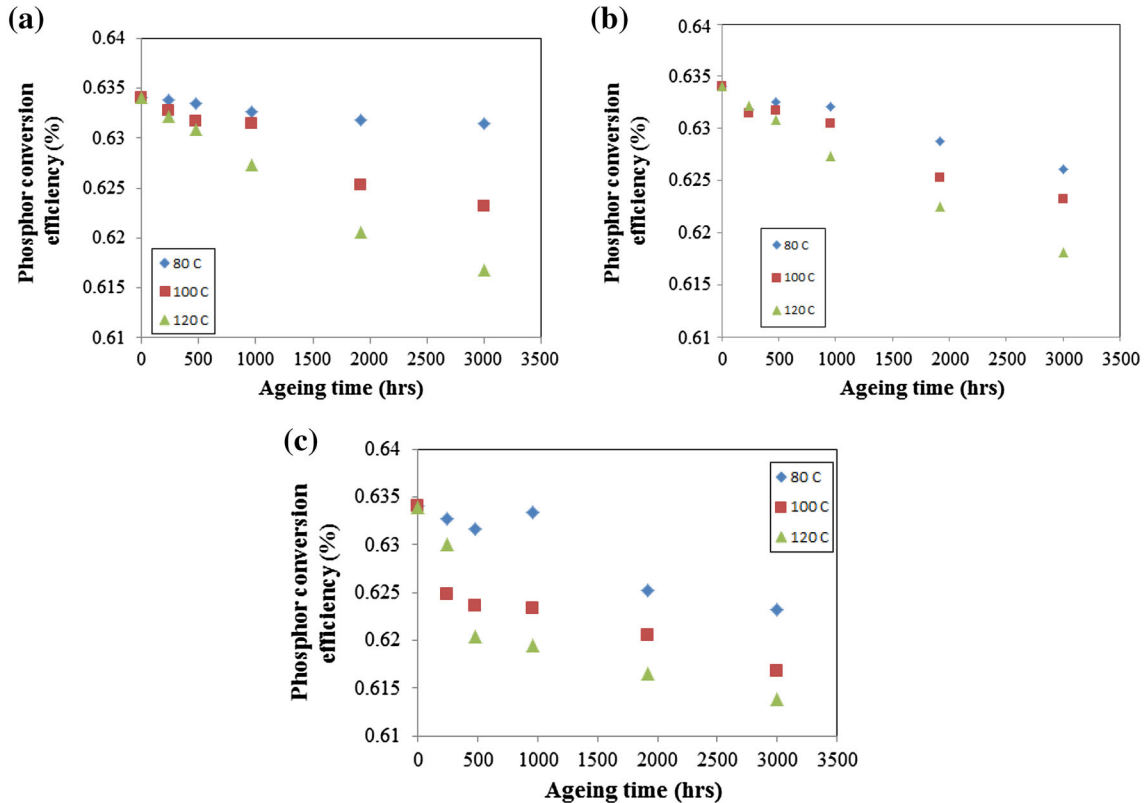 (a)
Phosphor conversion
efficiency (%)
0.64
0.635
0.63
0.625
0.62
0.615
0.61
80 C
100 C
120 C
0 500 1000 1500 2000 2500 3000 3500
Ageing time (hrs)
(b)
Phosphor conversion
efficiency (%)
0.64
0.635
0.63
0.625
0.62
0.615
0.61
80 C
100 C
120 C
0 500 1000 1500 2000 2500 3000 3500
Ageing time (hrs)
(c)
Phosphor conversion
efficiency (%)
0.64
0.635
0.63
0.625
0.62
0.615
0.61
80 C
100 C
120 C
0 500 1000 1500 2000 2500 3000 3500
Ageing time (hrs)